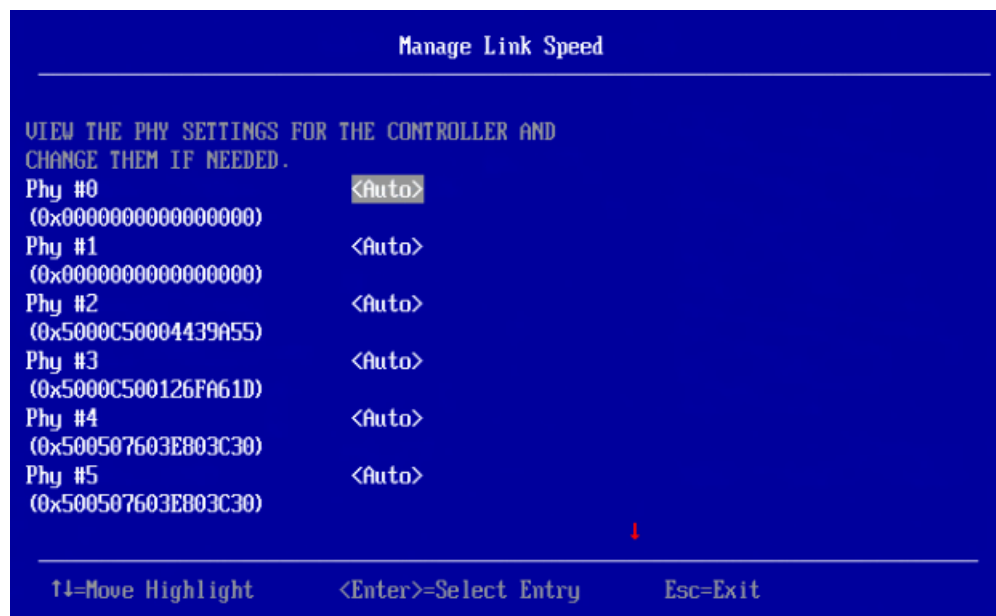 Manage Link Speed
VIEW THE PHY SETTINGS FOR THE CONTROLLER AND
CHANGE THEM IF NEEDED.
Phy #0 <Auto>
(0x0000000000000000)
Phy #1 <Auto>
(0x0000000000000000)
Phy #2 <Auto>
(0x5000C50004439A55)
Phy #3 <Auto>
(0x5000C500126FA61D)
Phy #4 <Auto>
(0x500507603E803C30)
Phy #5 <Auto>
(0x500507603E803C30)
↓
↑↓=Move Highlight <Enter>=Select Entry Esc=Exit